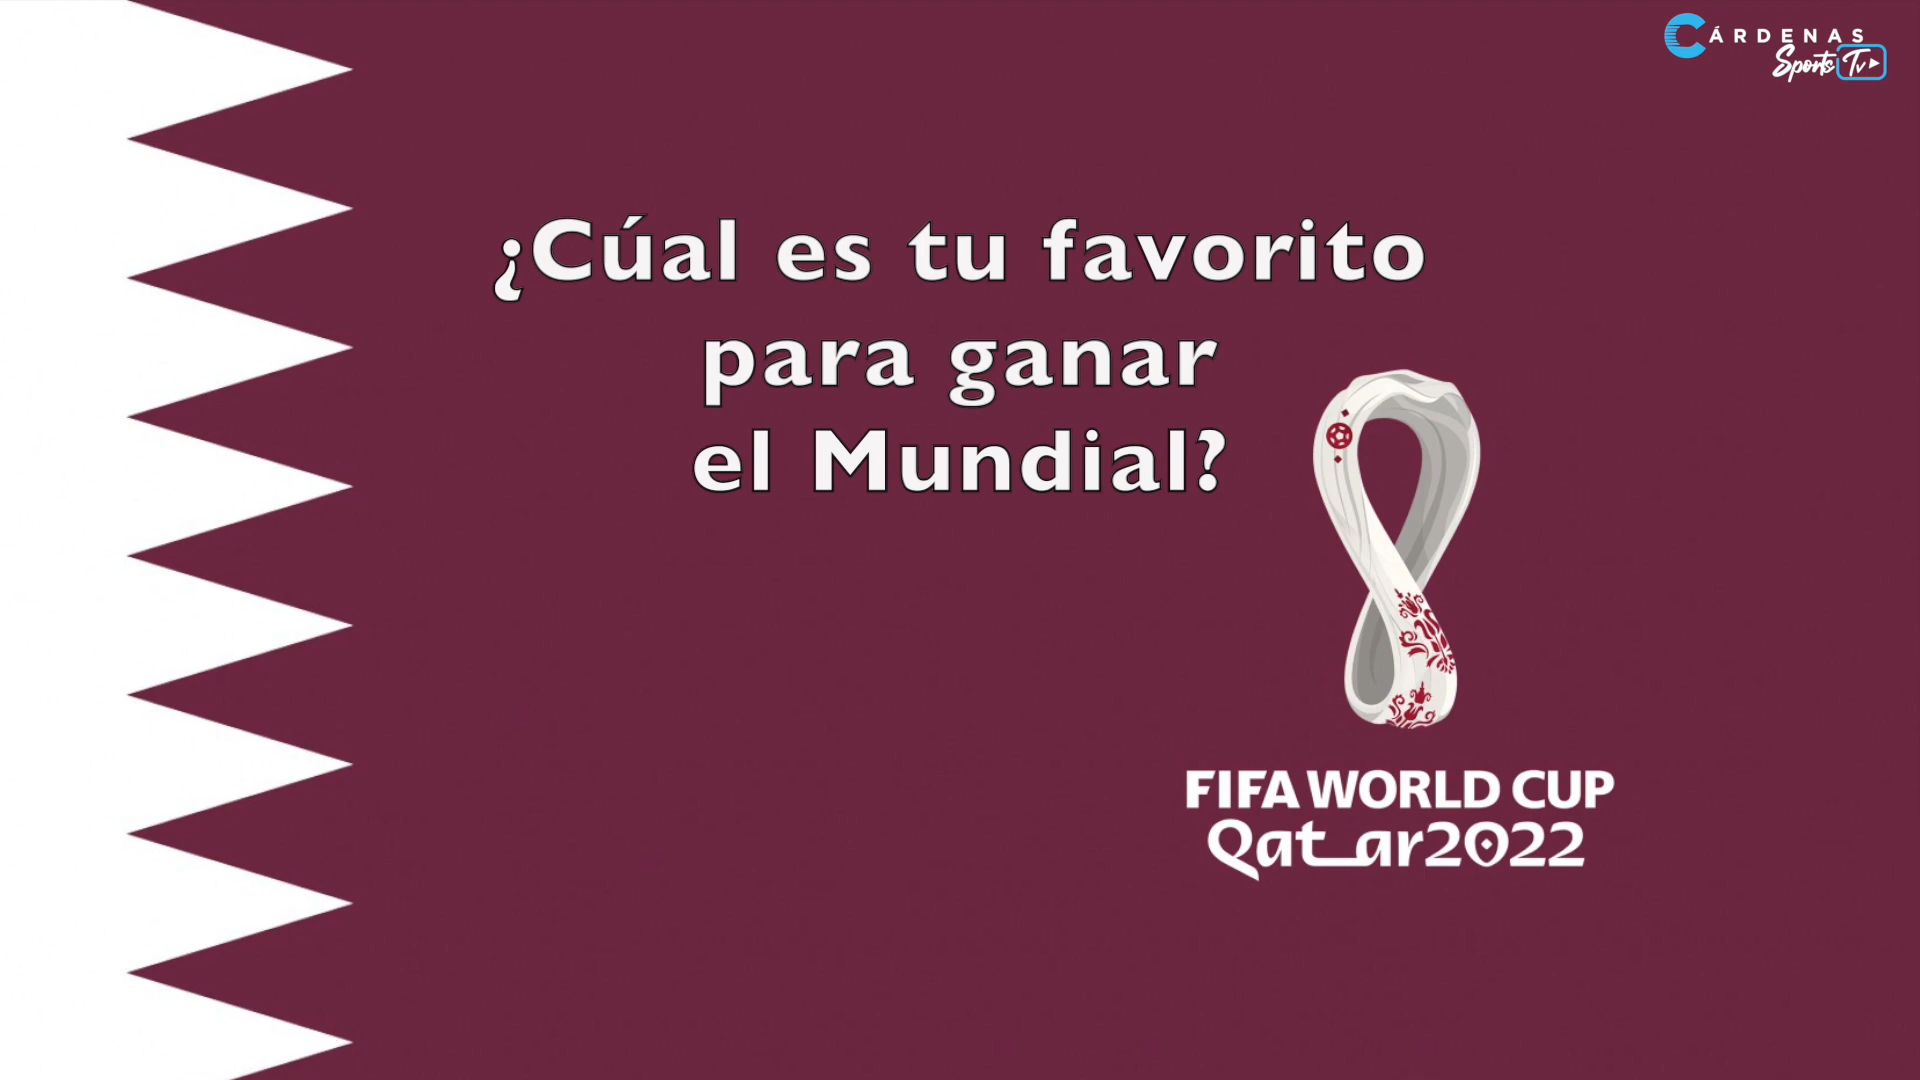 CÁRDENAS
Sports Tv
¿Cúal es tu favorito
para ganar
el Mundial?
FIFA WORLD CUP
Qatar2022